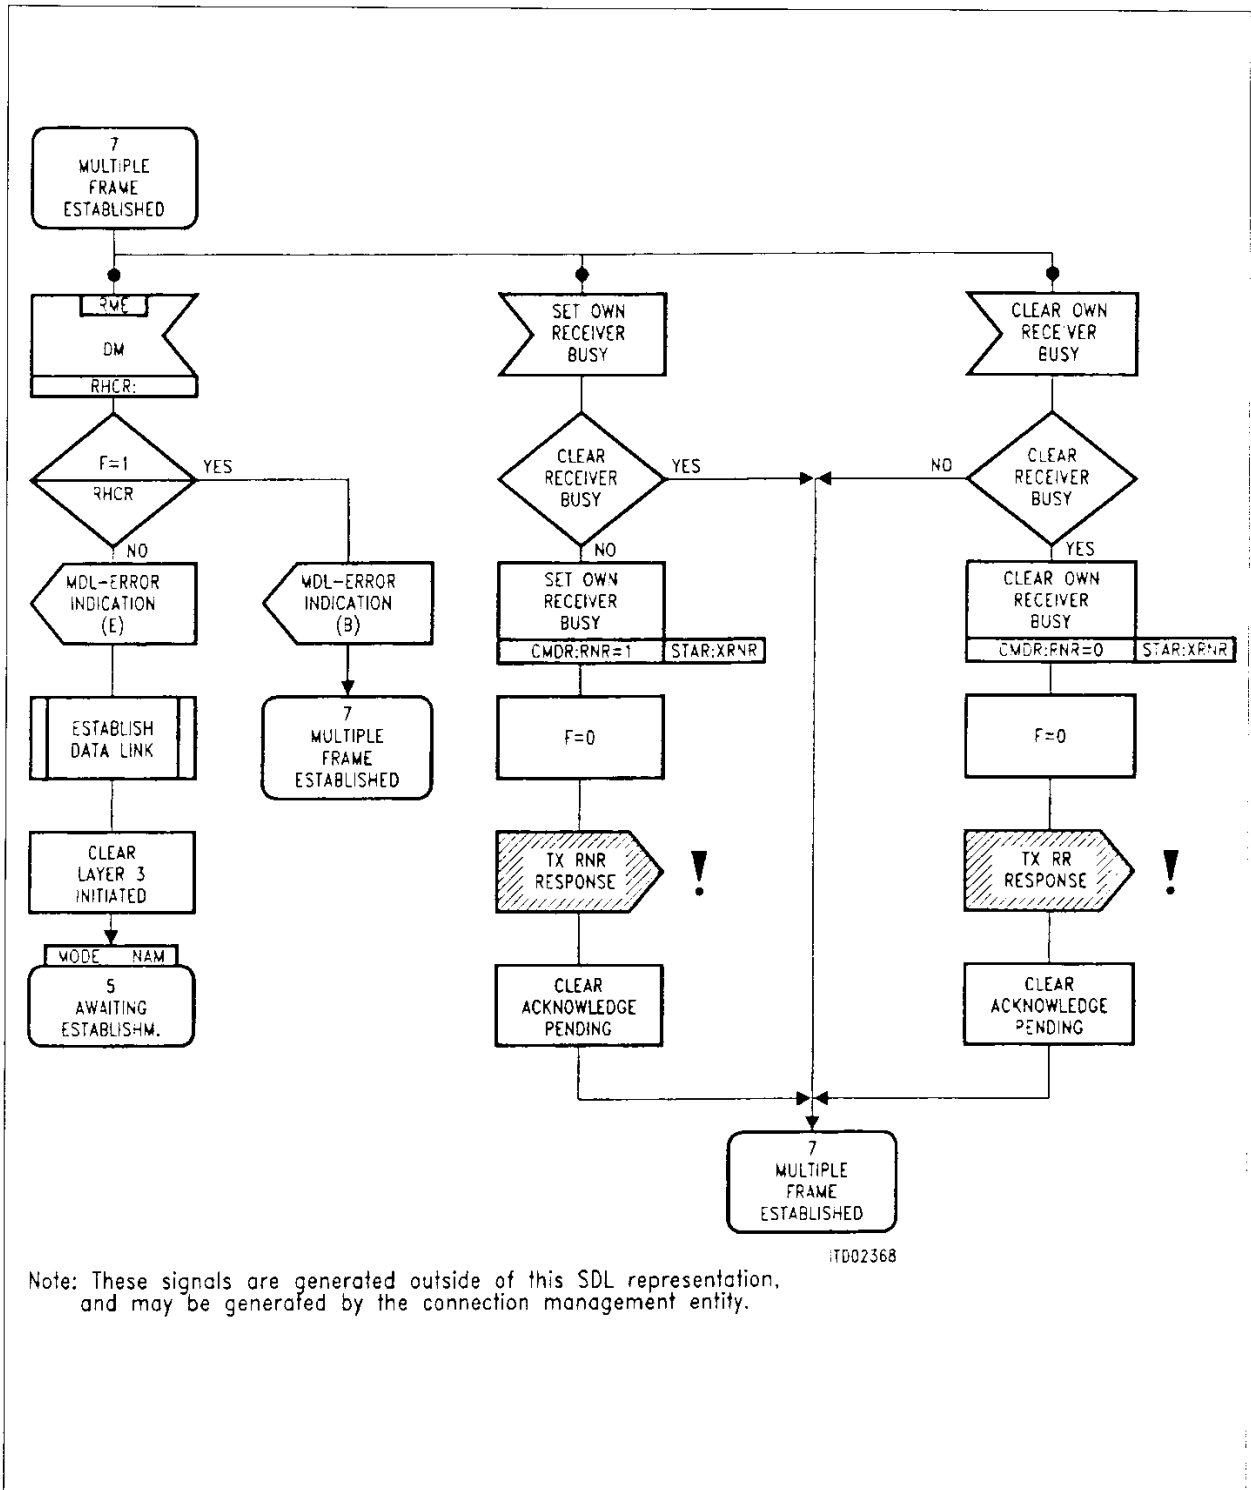 7
MULTIPLE
FRAME
ESTABLISHED
RME
DM
RHCR:
F=1
RHCR
YES
NO
MDL-ERROR
INDICATION
(E)
ESTABLISH
DATA LINK
CLEAR
LAYER 3
INITIATED
MODE NAM
5
AWAITING
ESTABLISHM.
MDL-ERROR
INDICATION
(B)
7
MULTIPLE
FRAME
ESTABLISHED
SET OWN
RECEIVER
BUSY
CLEAR
RECEIVER
BUSY
YES
NO
SET OWN
RECEIVER
BUSY
CMDR:RNR=1 STAR:XRNR
F=0
TX RNR
RESPONSE
!
CLEAR
ACKNOWLEDGE
PENDING
CLEAR OWN
RECEIVER
BUSY
NO
CLEAR
RECEIVER
BUSY
YES
CLEAR OWN
RECEIVER
BUSY
CMDR:RNR=0 STAR:XRNR
F=0
TX RR
RESPONSE
!
CLEAR
ACKNOWLEDGE
PENDING
7
MULTIPLE
FRAME
ESTABLISHED
ITD02368
Note: These signals are generated outside of this SDL representation,
and may be generated by the connection management entity.